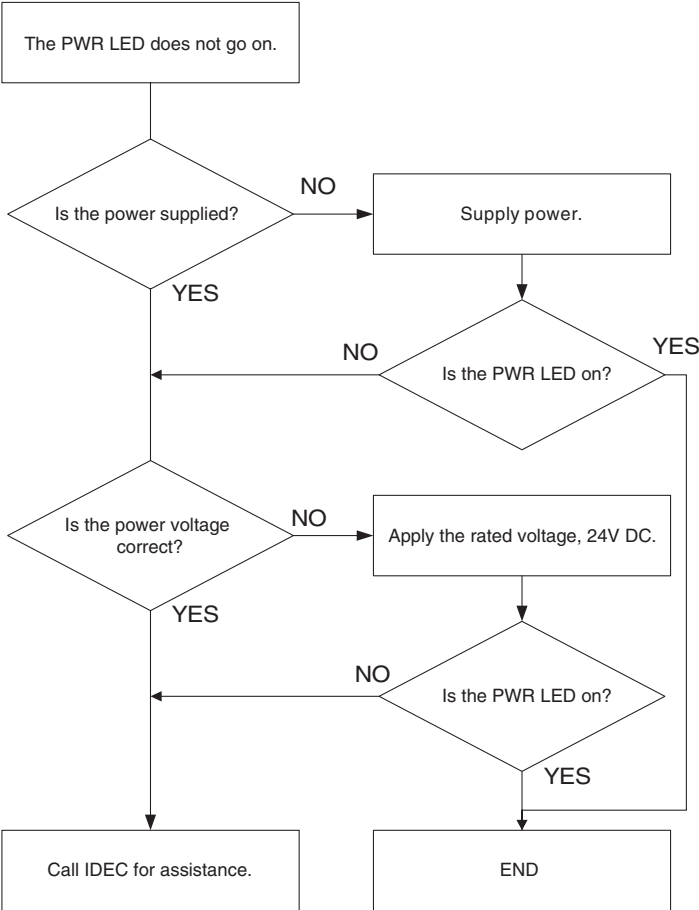 The PWR LED does not go on.
Is the power supplied?
NO
Supply power.
YES
NO
Is the PWR LED on?
YES
Is the power voltage
correct?
NO
Apply the rated voltage, 24V DC.
YES
NO
Is the PWR LED on?
YES
Call IDEC for assistance.
END